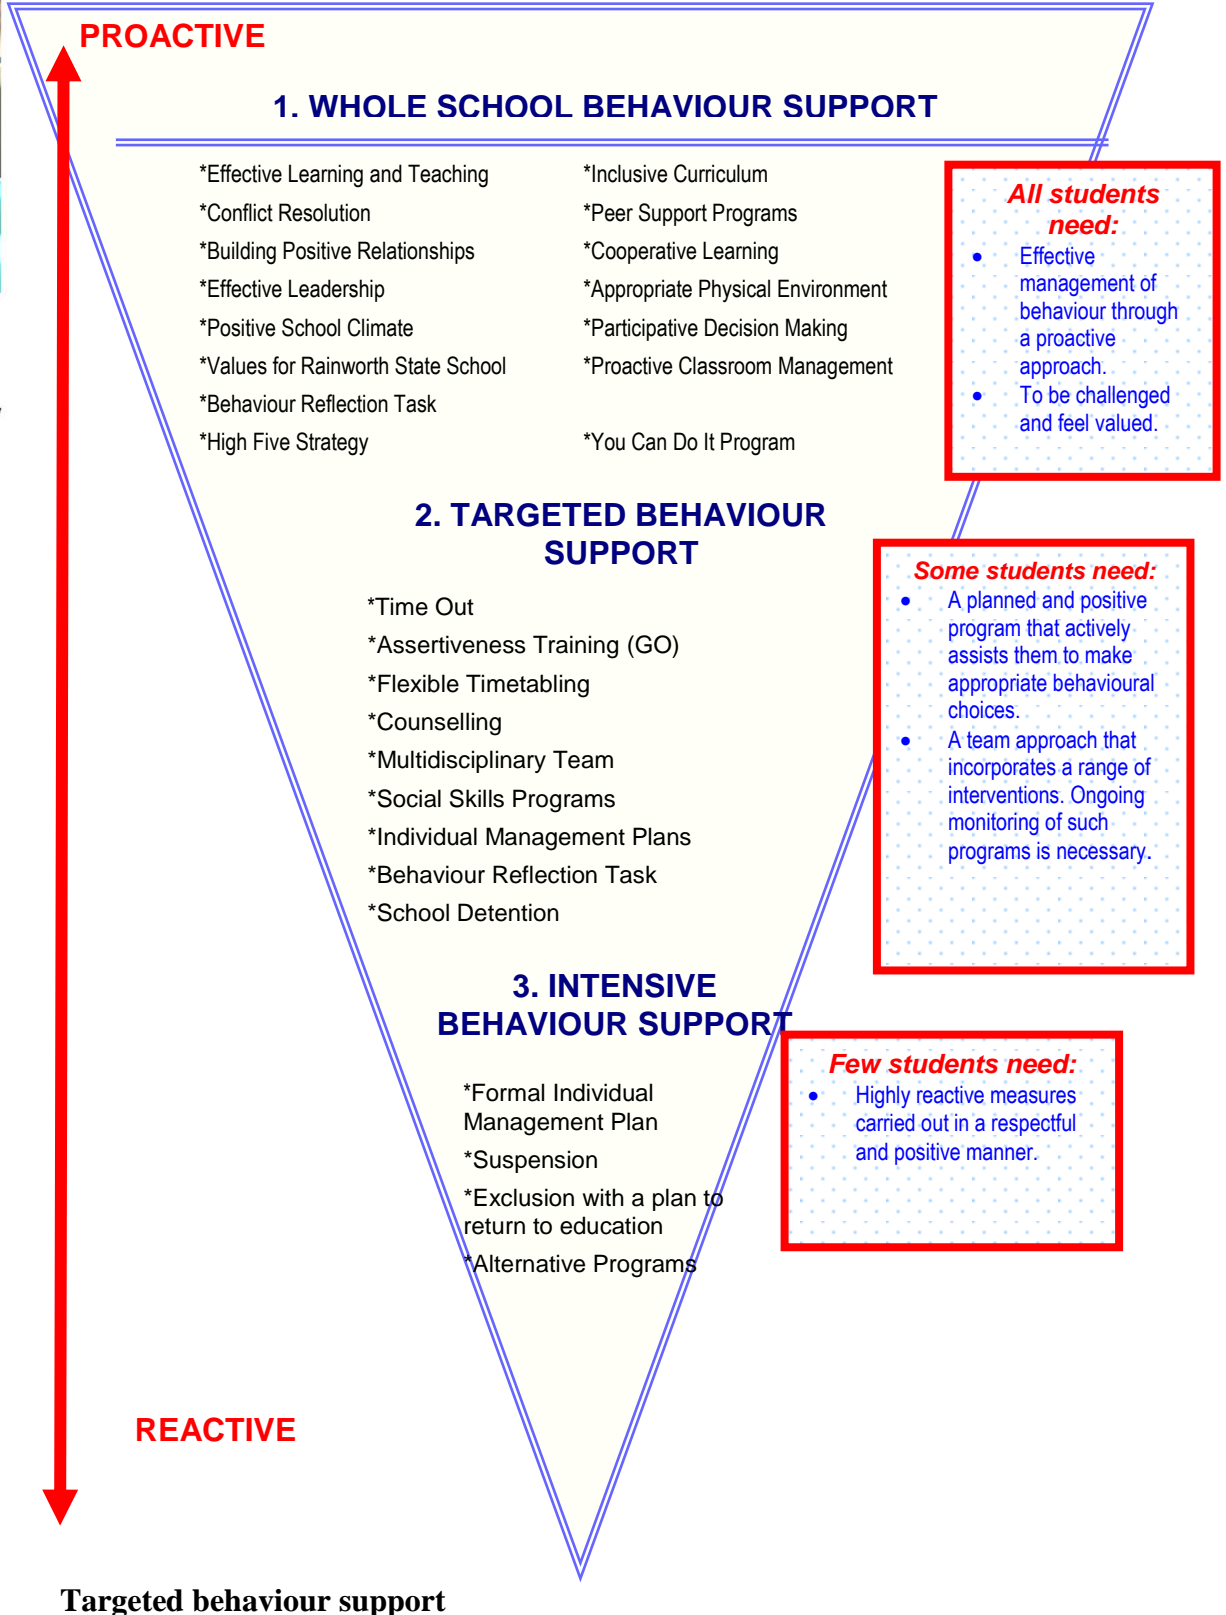 PROACTIVE
1. WHOLE SCHOOL BEHAVIOUR SUPPORT
*Effective Learning and Teaching
*Inclusive Curriculum
*Conflict Resolution
*Peer Support Programs
*Building Positive Relationships
*Cooperative Learning
*Effective Leadership
*Appropriate Physical Environment
*Positive School Climate
*Participative Decision Making
*Values for Rainworth State School
*Proactive Classroom Management
*Behaviour Reflection Task
*High Five Strategy
*You Can Do It Program
All students
need:
• Effective
management of
behaviour through
a proactive
approach.
• To be challenged
and feel valued.
2. TARGETED BEHAVIOUR
SUPPORT
*Time Out
*Assertiveness Training (GO)
*Flexible Timetabling
*Counselling
*Multidisciplinary Team
*Social Skills Programs
*Individual Management Plans
*Behaviour Reflection Task
*School Detention
Some students need:
• A planned and positive
program that actively
assists them to make
appropriate behavioural
choices.
• A team approach that
incorporates a range of
interventions. Ongoing
monitoring of such
programs is necessary.
3. INTENSIVE
BEHAVIOUR SUPPORT
*Formal Individual
Management Plan
*Suspension
*Exclusion with a plan to
return to education
*Alternative Programs
Few students need:
• Highly reactive measures
carried out in a respectful
and positive manner.
REACTIVE
Targeted behaviour support